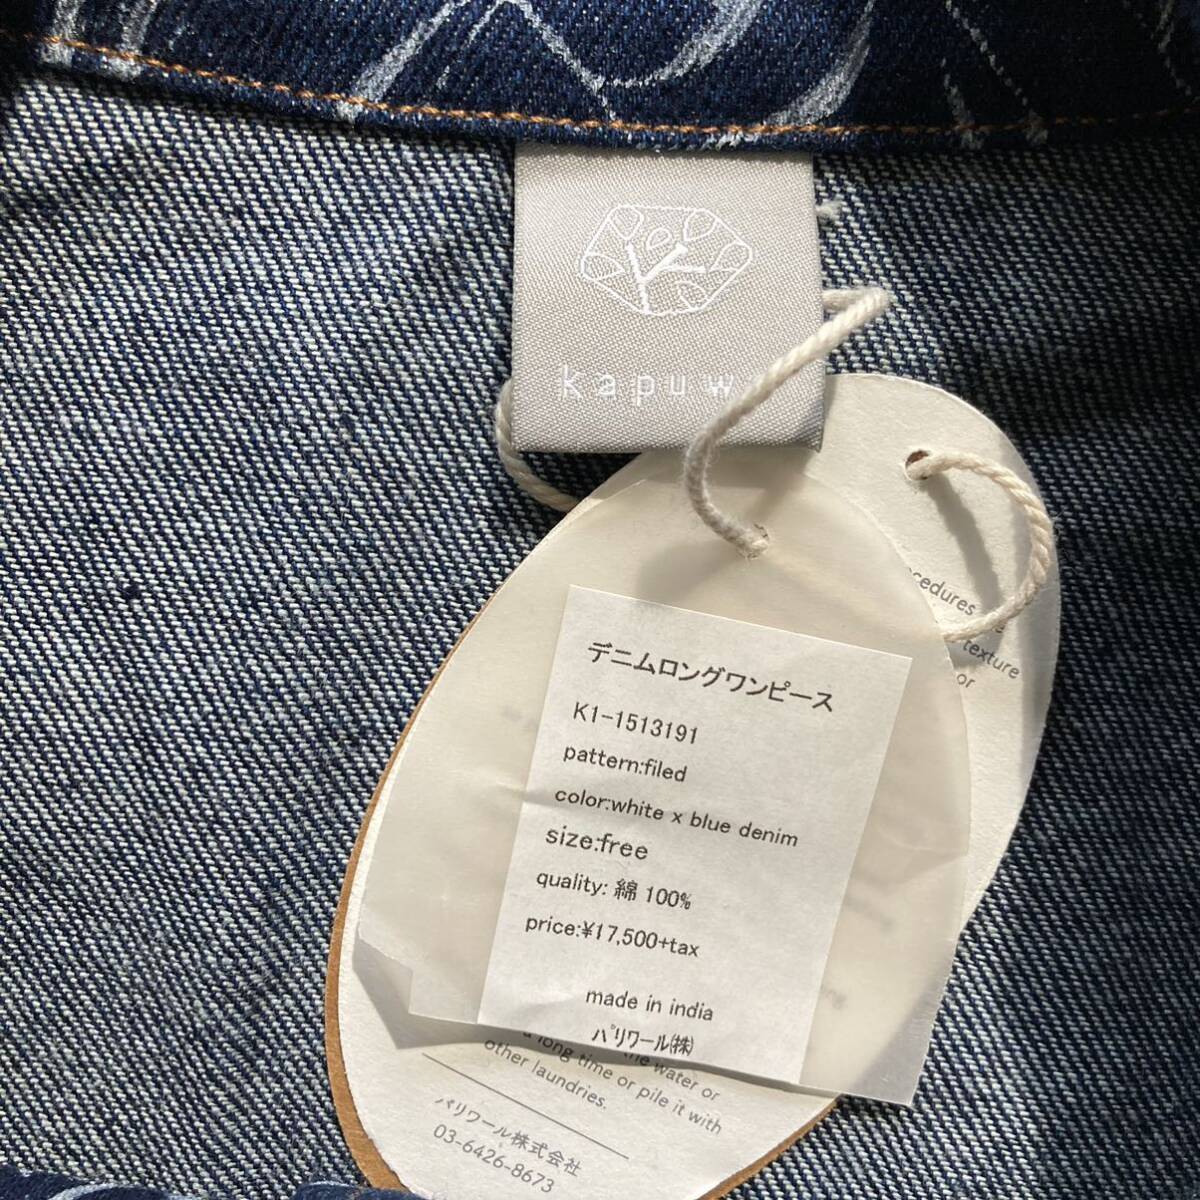 kapuw
cedures
texture
or
デニムロングワンピース
K1-1513191
pattern:filed
color:white x blue denim
size:free
quality: 綿 100%
price:¥17,500+tax
made in india
パリワール㈱
the water or
a long time or pile it with
other laundries.
パリワール株式会社
03-6426-8673